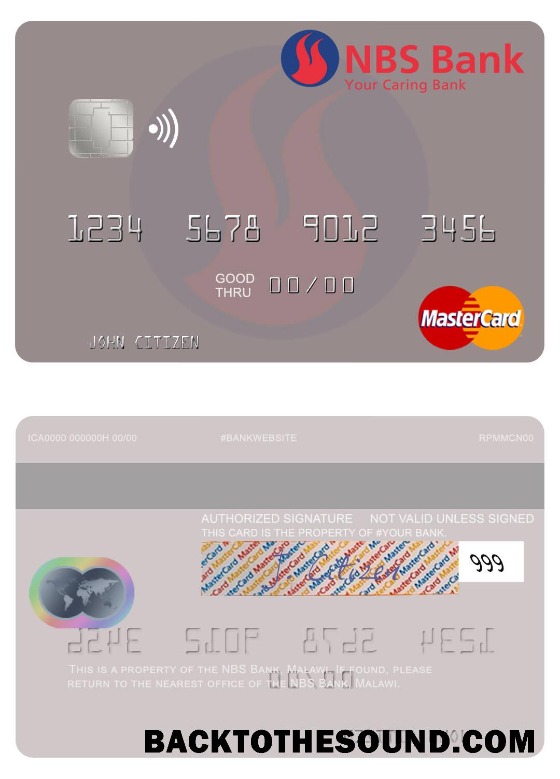 NBS Bank
Your Caring Bank
1234 5678 9012 3456
GOOD THRU 00/00
JOHN CITIZEN
MasterCard
ICA0000 000000H 00/00 #BANKWEBSITE RPMMCN00
AUTHORIZED SIGNATURE NOT VALID UNLESS SIGNED
THIS CARD IS THE PROPERTY OF #YOUR BANK
MasterCard MasterCard MasterCard
999
THIS IS A PROPERTY OF THE NBS BANK, MALAWI. IF FOUND, PLEASE
RETURN TO THE NEAREST OFFICE OF THE NBS BANK, MALAWI.
BACKTOTHESOUND.COM